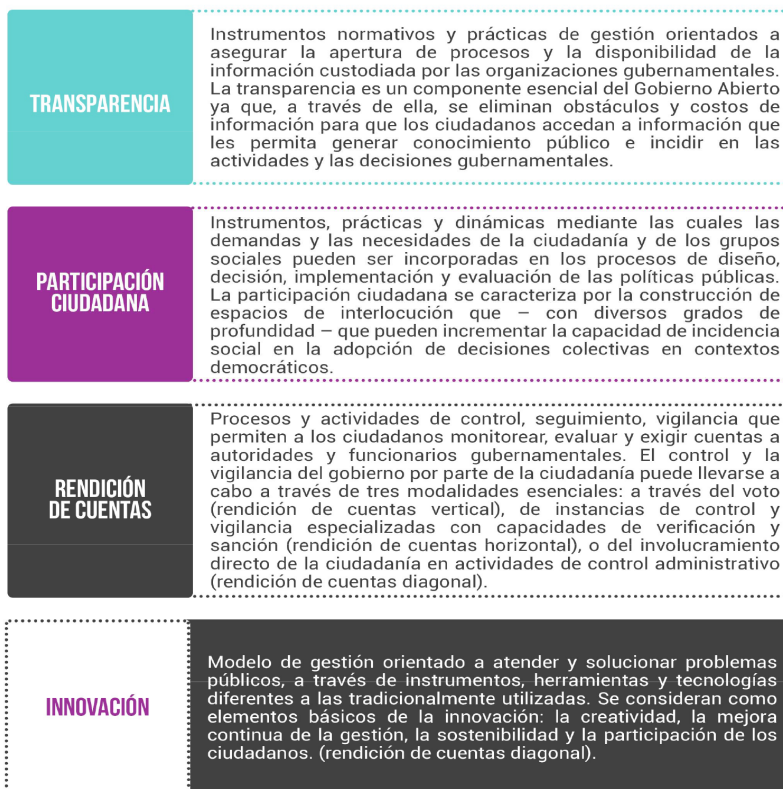 TRANSPARENCIA
Instrumentos normativos y prácticas de gestión orientados a
asegurar la apertura de procesos y la disponibilidad de la
información custodiada por las organizaciones gubernamentales.
La transparencia es un componente esencial del Gobierno Abierto
ya que, a través de ella, se eliminan obstáculos y costos de
información para que los ciudadanos accedan a información que
les permita generar conocimiento público e incidir en las
actividades y las decisiones gubernamentales.
PARTICIPACIÓN
CIUDADANA
Instrumentos, prácticas y dinámicas mediante las cuales las
demandas y las necesidades de la ciudadanía y de los grupos
sociales pueden ser incorporadas en los procesos de diseño,
decisión, implementación y evaluación de las políticas públicas.
La participación ciudadana se caracteriza por la construcción de
espacios de interlocución que – con diversos grados de
profundidad – que pueden incrementar la capacidad de incidencia
social en la adopción de decisiones colectivas en contextos
democráticos.
RENDICIÓN
DE CUENTAS
Procesos y actividades de control, seguimiento, vigilancia que
permiten a los ciudadanos monitorear, evaluar y exigir cuentas a
autoridades y funcionarios gubernamentales. El control y la
vigilancia del gobierno por parte de la ciudadanía puede llevarse a
cabo a través de tres modalidades esenciales: a través del voto
(rendición de cuentas vertical), de instancias de control y
vigilancia especializadas con capacidades de verificación y
sanción (rendición de cuentas horizontal), o del involucramiento
directo de la ciudadanía en actividades de control administrativo
(rendición de cuentas diagonal).
INNOVACIÓN
Modelo de gestión orientado a atender y solucionar problemas
públicos, a través de instrumentos, herramientas y tecnologías
diferentes a las tradicionalmente utilizadas. Se consideran como
elementos básicos de la innovación: la creatividad, la mejora
continua de la gestión, la sostenibilidad y la participación de los
ciudadanos. (rendición de cuentas diagonal).